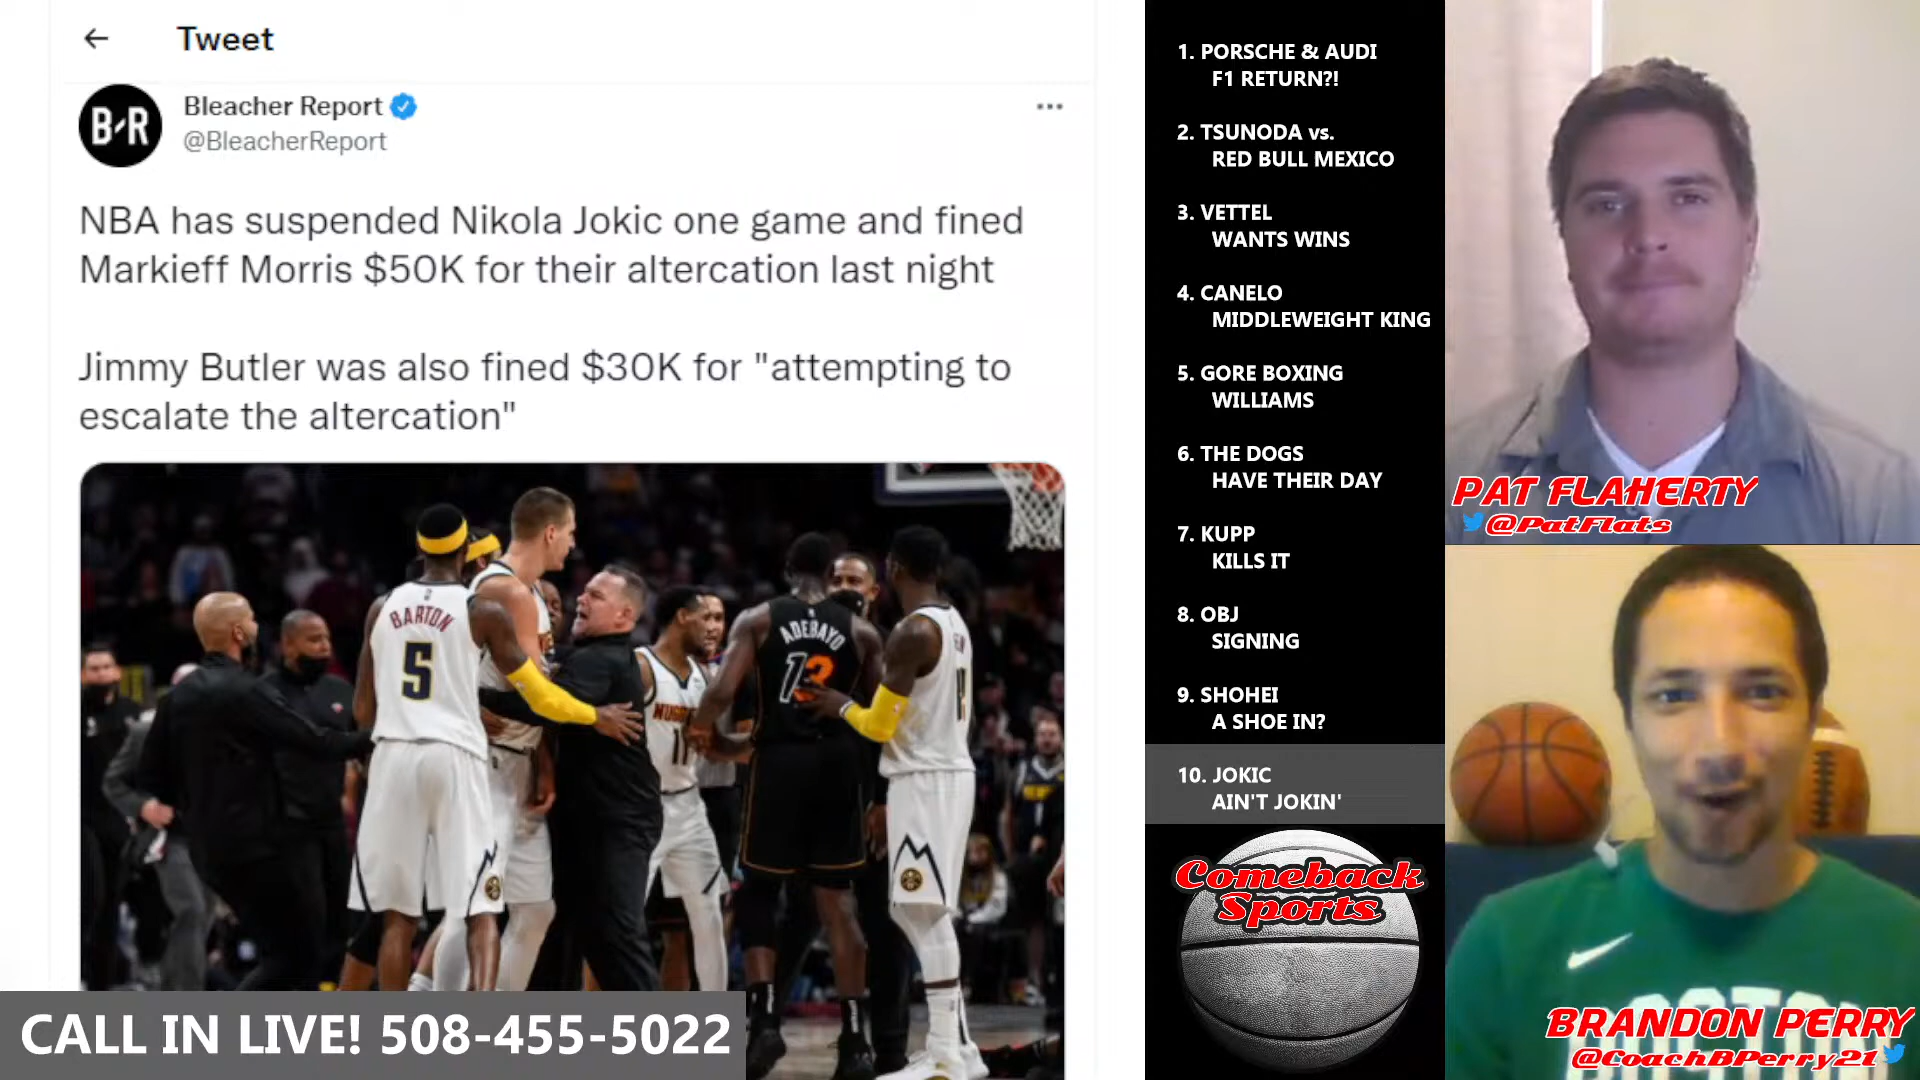 Tweet
B-R
Bleacher Report
@BleacherReport
NBA has suspended Nikola Jokic one game and fined
Markieff Morris $50K for their altercation last night
Jimmy Butler was also fined $30K for "attempting to
escalate the altercation"
BARTON
5
ADEBAYO
13
11
CALL IN LIVE! 508-455-5022
1. PORSCHE & AUDI
F1 RETURN?!
2. TSUNODA vs.
RED BULL MEXICO
3. VETTEL
WANTS WINS
4. CANELO
MIDDLEWEIGHT KING
5. GORE BOXING
WILLIAMS
6. THE DOGS
HAVE THEIR DAY
7. KUPP
KILLS IT
8. OBJ
SIGNING
9. SHOHEI
A SHOE IN?
10. JOKIC
AIN'T JOKIN'
Comeback
Sports
PAT FLAHERTY
@PatFlats
BOSTON
BRANDON PERRY
@CoachBPerry21